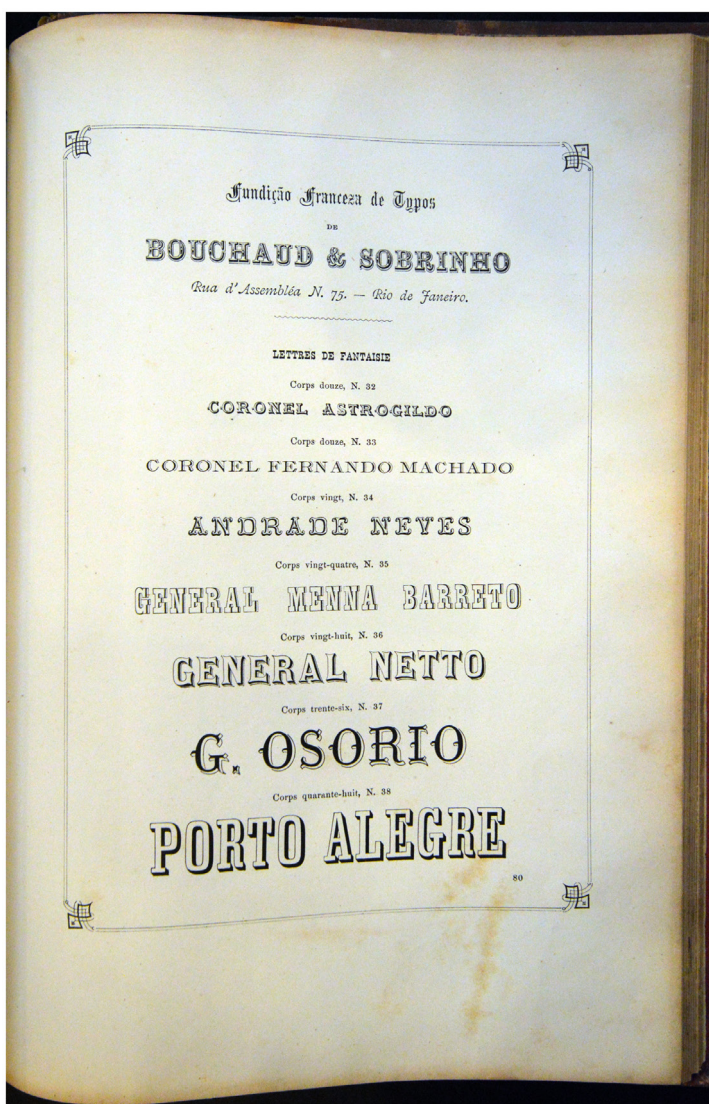 Fundição Franceza de Typos
DE
BOUCHAUD & SOBRINHO
Rua d'Assembléa N. 75. — Rio de Janeiro.
LETTRES DE FANTAISIE
Corps douze, N. 32
CORONEL ASTROGILDO
Corps douze, N. 33
CORONEL FERNANDO MACHADO
Corps vingt, N. 34
ANDRADE NEVES
Corps vingt-quatre, N. 35
GENERAL MENNA BARRETO
Corps vingt-huit, N. 36
GENERAL NETTO
Corps trente-six, N. 37
G. OSORIO
Corps quarante-huit, N. 38
PORTO ALEGRE
80